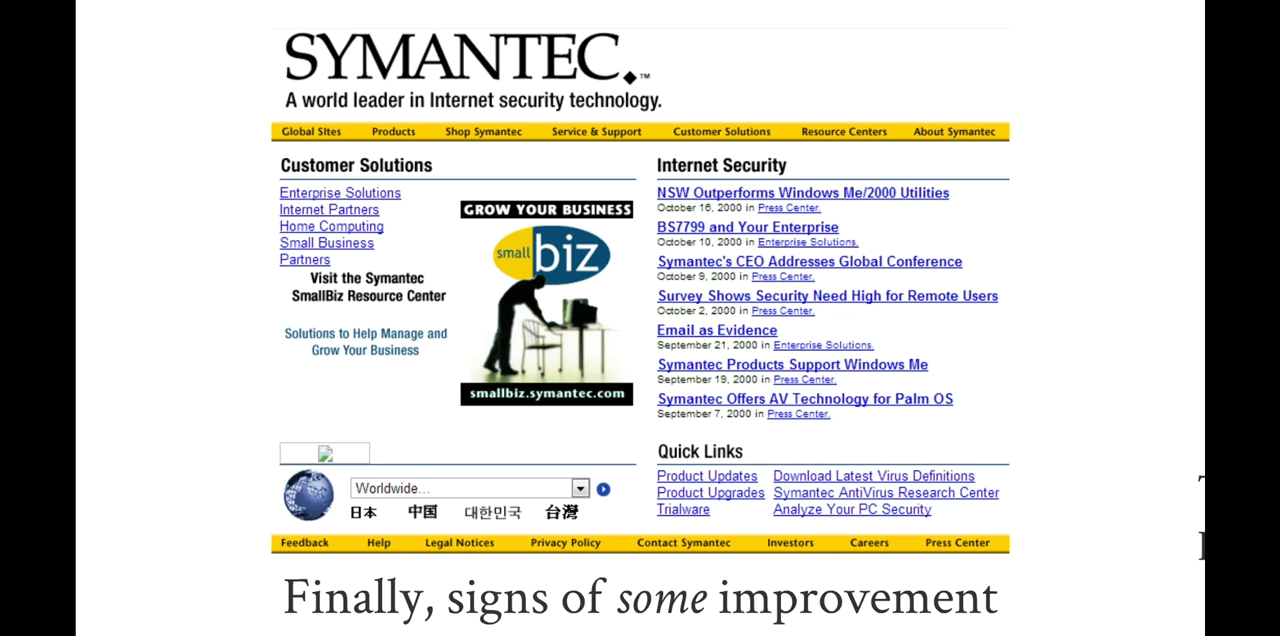 SYMANTEC.™
A world leader in Internet security technology.
Global SItes Products Shop Symantec Service & Support Customer Solutions Resource Centers About Symantec
Customer Solutions
Enterprise Solutions
Internet Partners
Home Computing
Small Business
Partners
Visit the Symantec
SmallBiz Resource Center
Solutions to Help Manage and
Grow Your Business
GROW YOUR BUSINESS
small biz
smallbiz.symantec.com
Internet Security
NSW Outperforms Windows Me/2000 Utilities
October 16, 2000 in Press Center.
BS7799 and Your Enterprise
October 10, 2000 in Enterprise Solutions.
Symantec's CEO Addresses Global Conference
October 9, 2000 in Press Center.
Survey Shows Security Need High for Remote Users
October 2, 2000 in Press Center.
Email as Evidence
September 21, 2000 in Enterprise Solutions.
Symantec Products Support Windows Me
September 19, 2000 in Press Center.
Symantec Offers AV Technology for Palm OS
September 7, 2000 in Press Center.
Worldwide...
日本 中国 대한민국 台灣
Quick Links
Product Updates Download Latest Virus Definitions
Product Upgrades Symantec AntiVirus Research Center
Trialware Analyze Your PC Security
Feedback Help Legal Notices Privacy Policy Contact Symantec Investors Careers Press Center
Finally, signs of some improvement